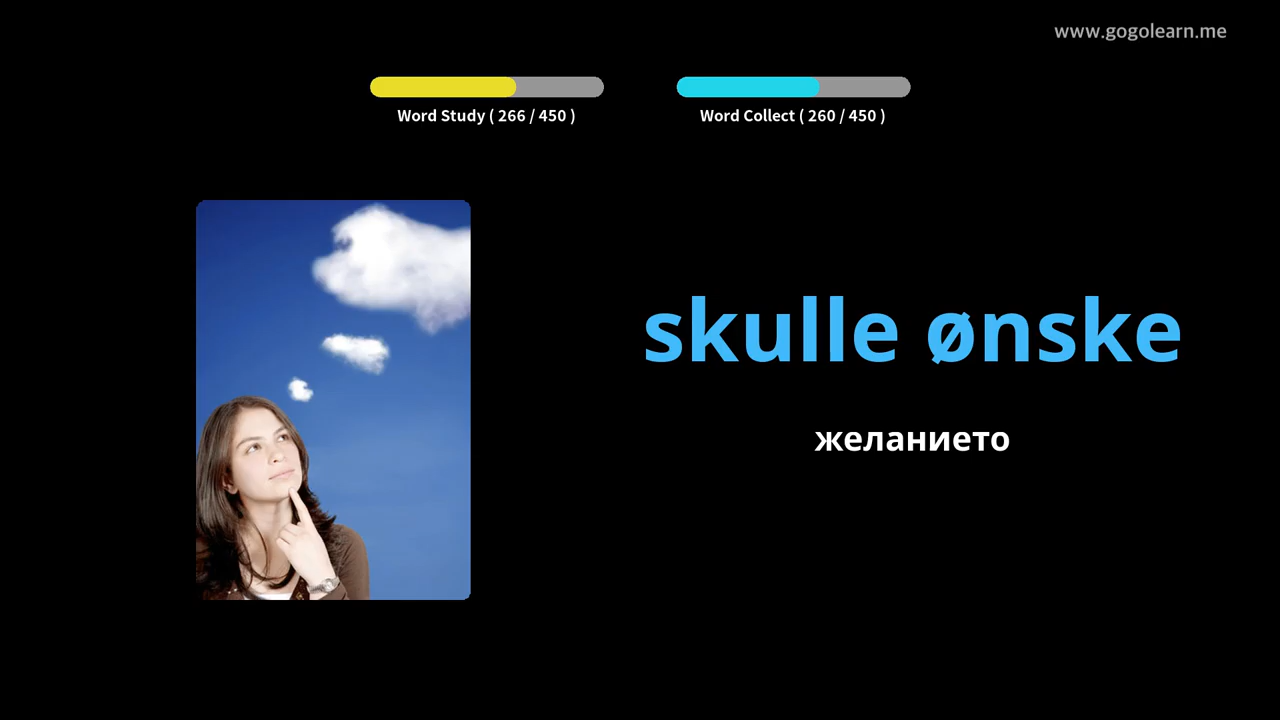 www.gogolearn.me
Word Study ( 266 / 450 )
Word Collect ( 260 / 450 )
skulle ønske
желанието